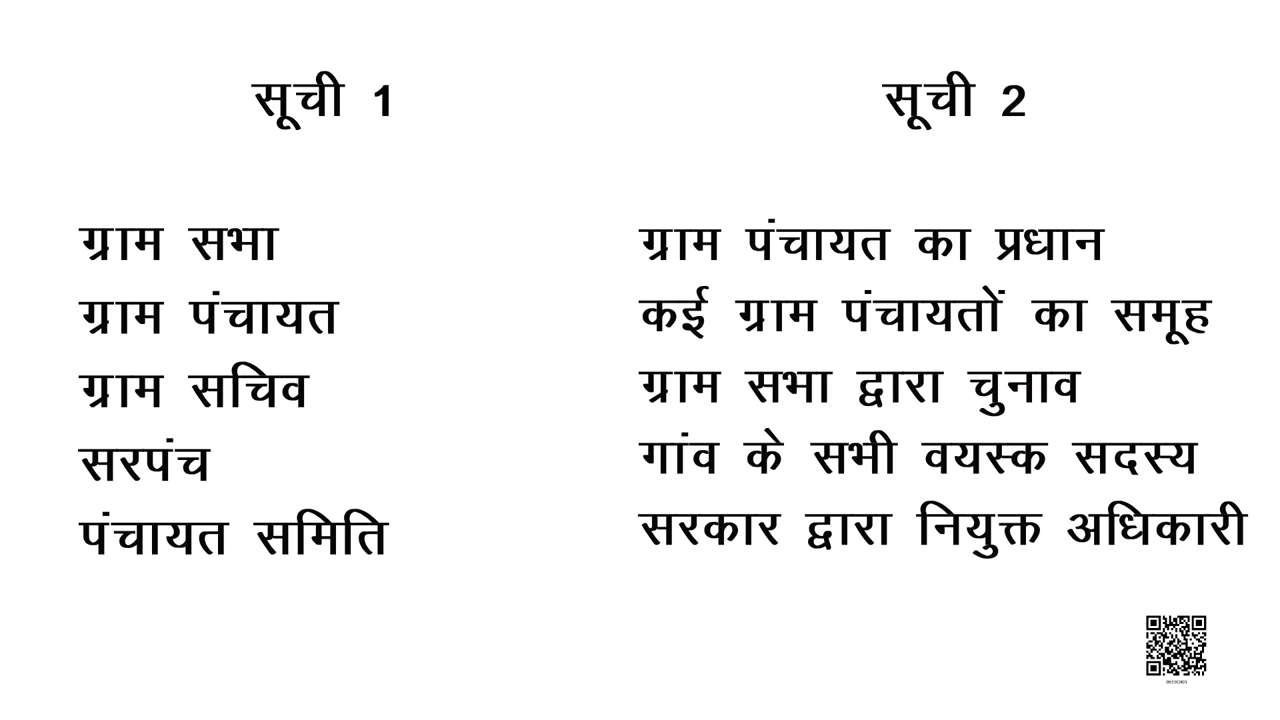 सूची 1
सूची 2
ग्राम सभा
ग्राम पंचायत
ग्राम सचिव
सरपंच
पंचायत समिति
ग्राम पंचायत का प्रधान
कई ग्राम पंचायतों का समूह
ग्राम सभा द्वारा चुनाव
गांव के सभी वयस्क सदस्य
सरकार द्वारा नियुक्त अधिकारी